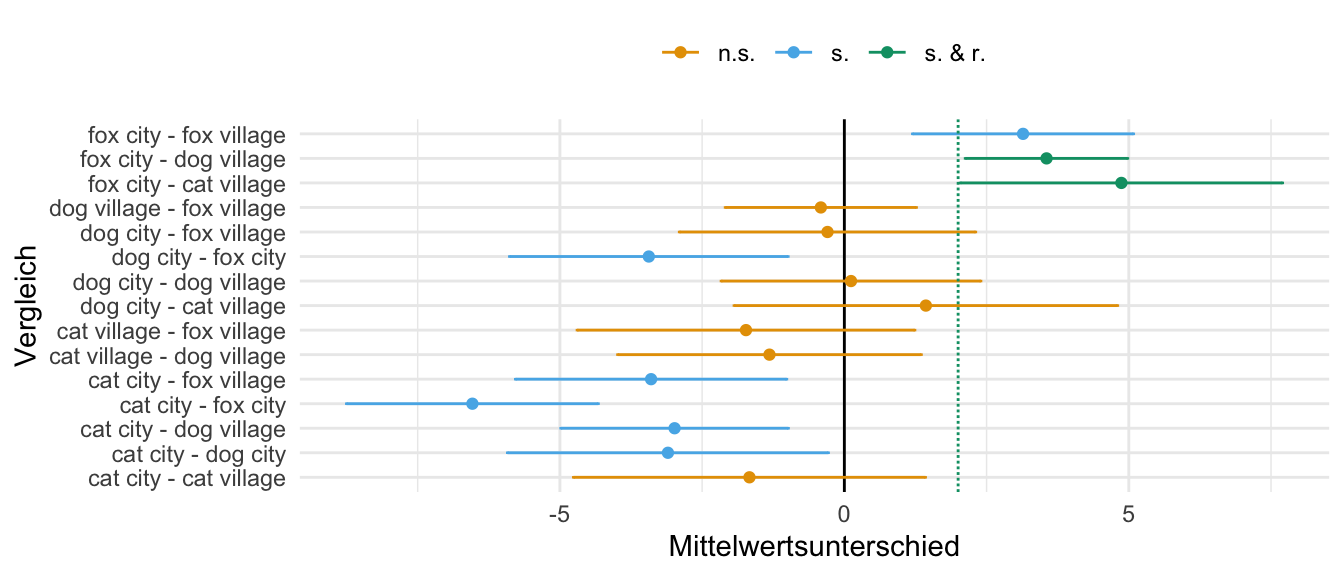 n.s. s. s. & r.
Vergleich
fox city - fox village
fox city - dog village
fox city - cat village
dog village - fox village
dog city - fox village
dog city - fox city
dog city - dog village
dog city - cat village
cat village - fox village
cat village - dog village
cat city - fox village
cat city - fox city
cat city - dog village
cat city - dog city
cat city - cat village
-5 0 5
Mittelwertsunterschied